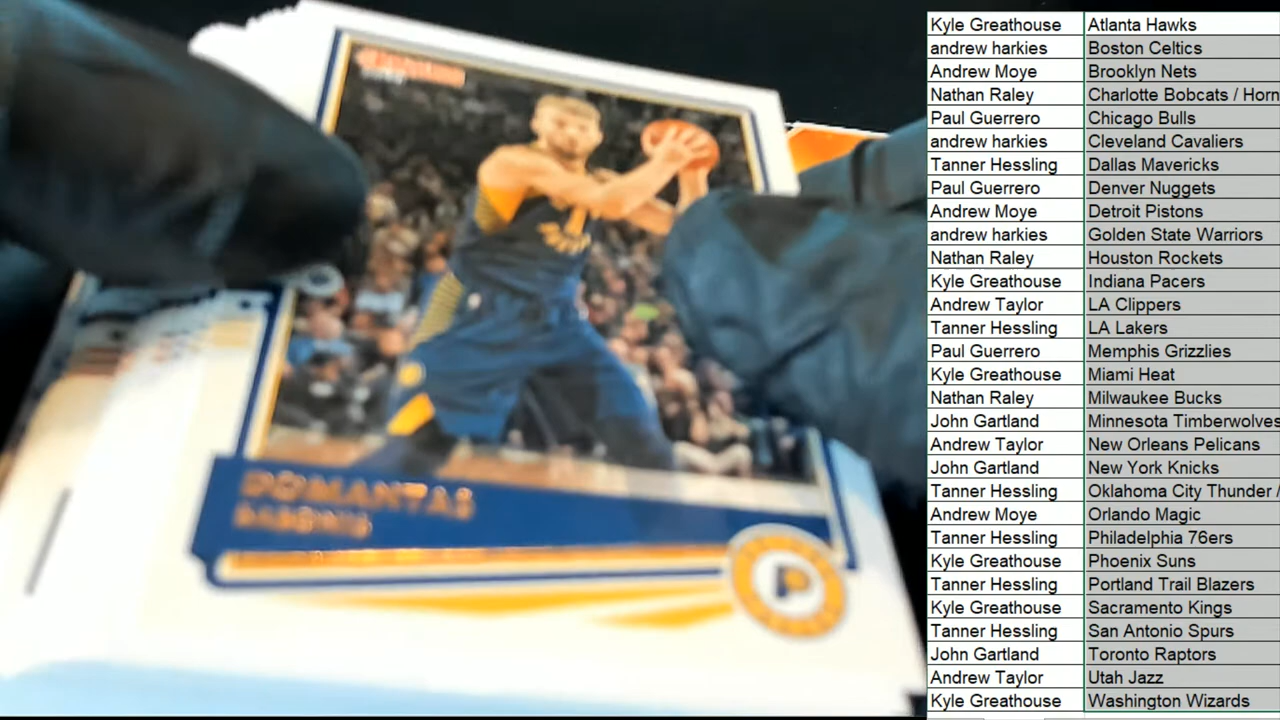 DOMANTAS
SABONIS
Kyle Greathouse Atlanta Hawks
andrew harkies Boston Celtics
Andrew Moye Brooklyn Nets
Nathan Raley Charlotte Bobcats / Horn
Paul Guerrero Chicago Bulls
andrew harkies Cleveland Cavaliers
Tanner Hessling Dallas Mavericks
Paul Guerrero Denver Nuggets
Andrew Moye Detroit Pistons
andrew harkies Golden State Warriors
Nathan Raley Houston Rockets
Kyle Greathouse Indiana Pacers
Andrew Taylor LA Clippers
Tanner Hessling LA Lakers
Paul Guerrero Memphis Grizzlies
Kyle Greathouse Miami Heat
Nathan Raley Milwaukee Bucks
John Gartland Minnesota Timberwolves
Andrew Taylor New Orleans Pelicans
John Gartland New York Knicks
Tanner Hessling Oklahoma City Thunder /
Andrew Moye Orlando Magic
Tanner Hessling Philadelphia 76ers
Kyle Greathouse Phoenix Suns
Tanner Hessling Portland Trail Blazers
Kyle Greathouse Sacramento Kings
Tanner Hessling San Antonio Spurs
John Gartland Toronto Raptors
Andrew Taylor Utah Jazz
Kyle Greathouse Washington Wizards